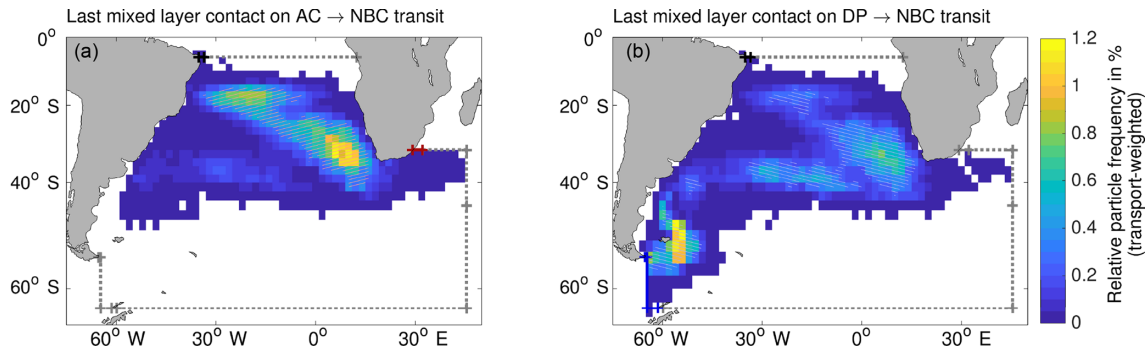 Last mixed layer contact on AC → NBC transit
Last mixed layer contact on DP → NBC transit
(a)
0°
20° S
40° S
60° S
60° W
30° W
0°
30° E
(b)
0°
20° S
40° S
60° S
60° W
30° W
0°
30° E
1.2
1
0.8
0.6
0.4
0.2
0
Relative particle frequency in %
(transport-weighted)